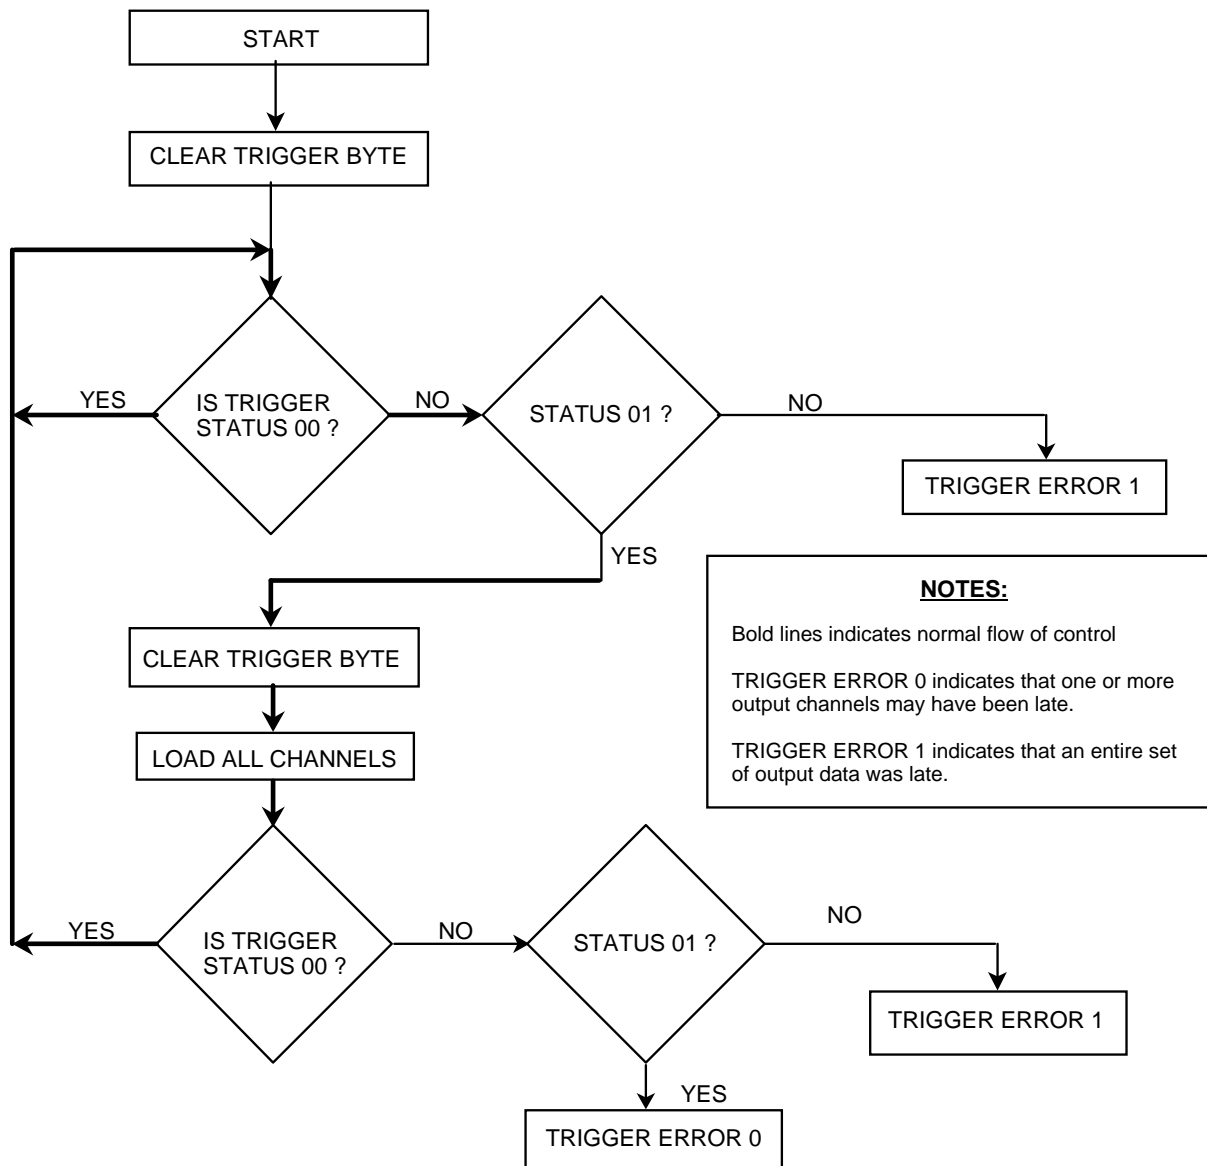 START
CLEAR TRIGGER BYTE
YES
IS TRIGGER
STATUS 00 ?
NO
STATUS 01 ?
NO
TRIGGER ERROR 1
YES
CLEAR TRIGGER BYTE
LOAD ALL CHANNELS
NOTES:
Bold lines indicates normal flow of control
TRIGGER ERROR 0 indicates that one or more
output channels may have been late.
TRIGGER ERROR 1 indicates that an entire set
of output data was late.
YES
IS TRIGGER
STATUS 00 ?
NO
STATUS 01 ?
NO
TRIGGER ERROR 1
YES
TRIGGER ERROR 0